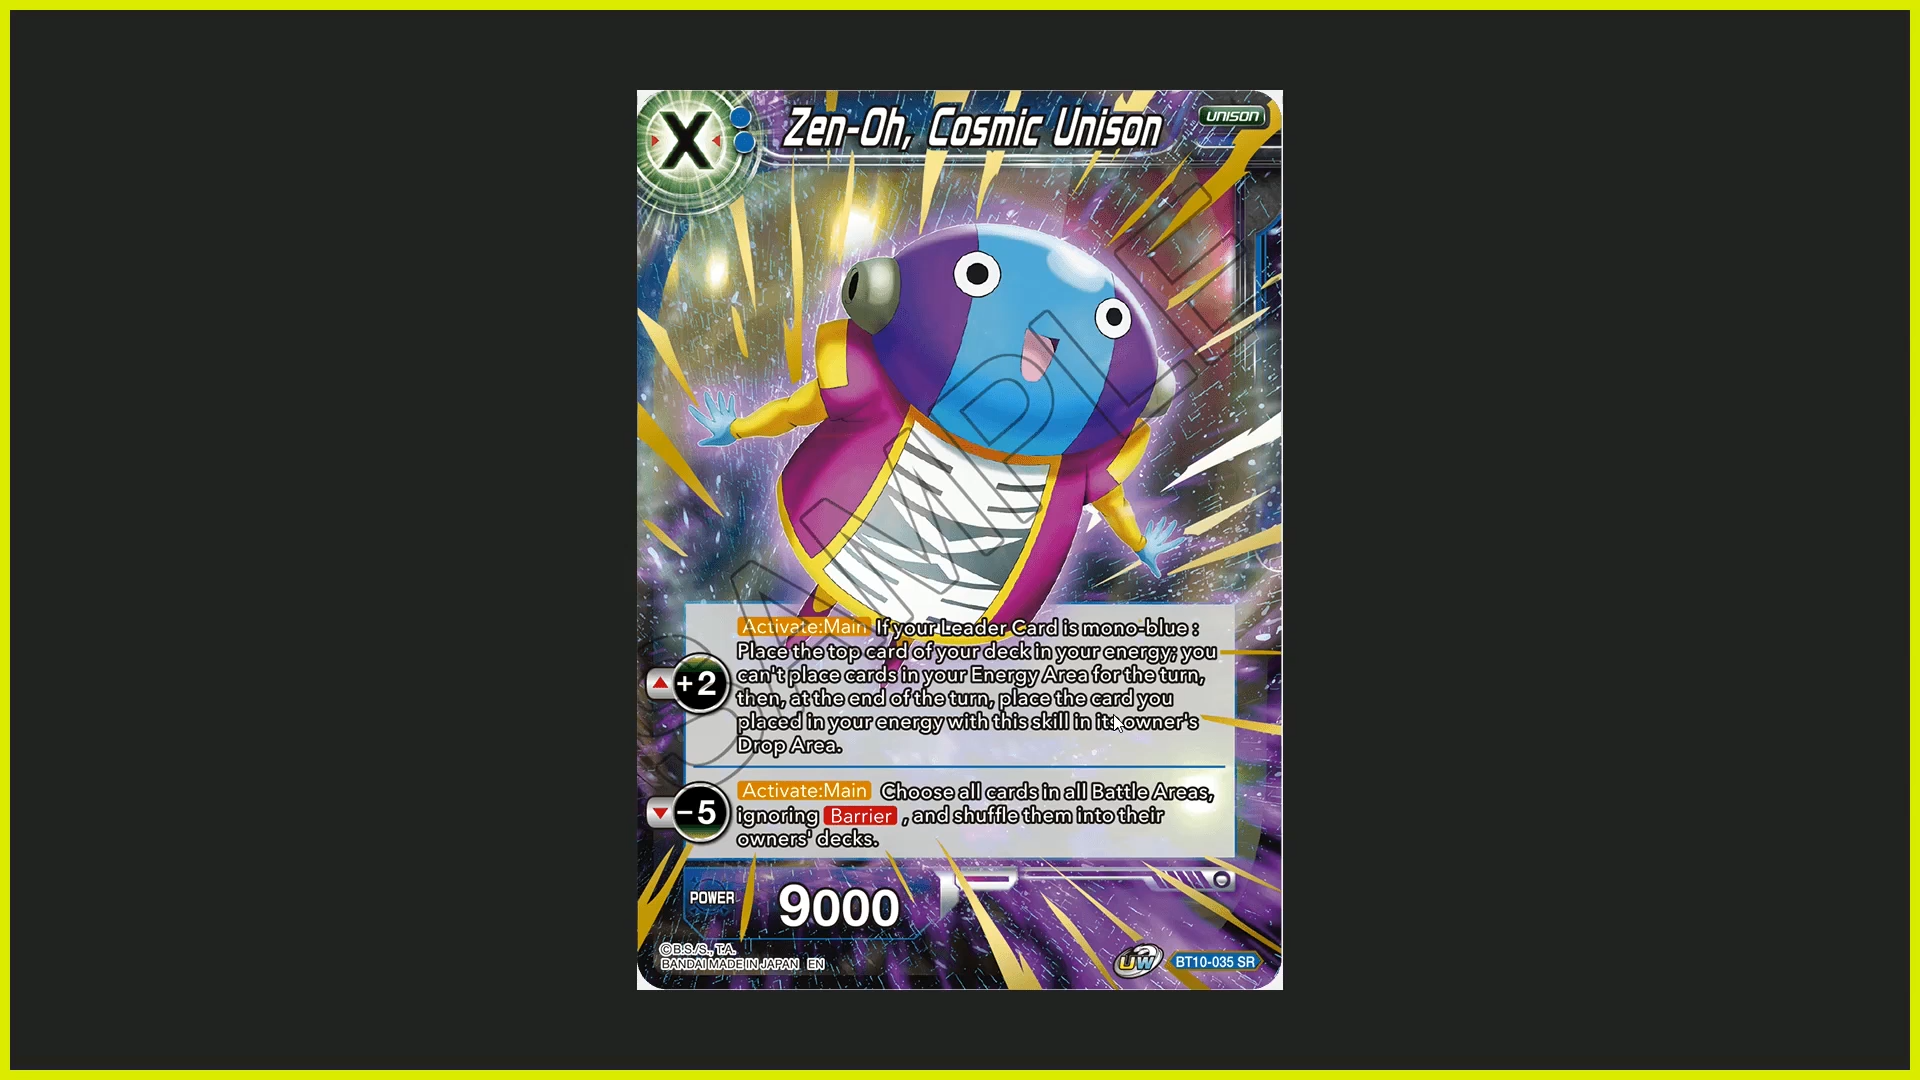 X
Zen-Oh, Cosmic Unison
UNISON
SAMPLE
+2
Activate:Main If your Leader Card is mono-blue :
Place the top card of your deck in your energy; you
can't place cards in your Energy Area for the turn,
then, at the end of the turn, place the card you
placed in your energy with this skill in its owner's
Drop Area.
−5
Activate:Main Choose all cards in all Battle Areas,
ignoring Barrier , and shuffle them into their
owners' decks.
POWER 9000
©B.S./S., T.A.
BANDAI MADE IN JAPAN EN
UW
BT10-035 SR